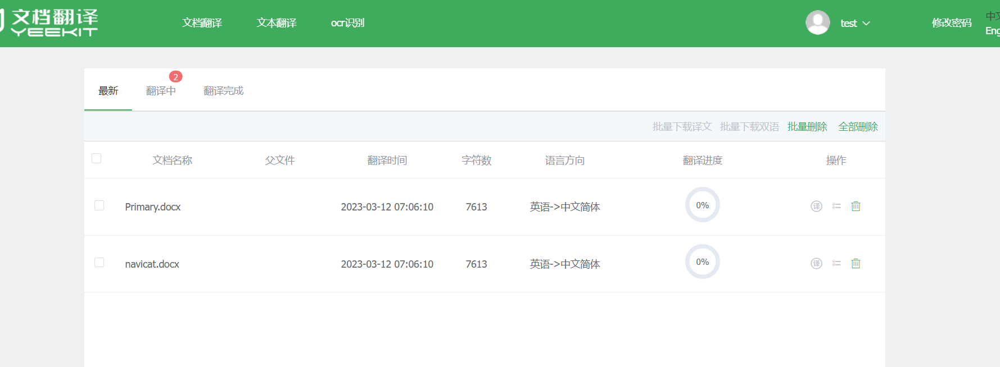 文档翻译
YEEKIT
文档翻译 文本翻译 ocr识别 test 修改密码 中文
Eng
最新 翻译中 2 翻译完成
批量下载译文 批量下载双语 批量删除 全部删除
文档名称 父文件 翻译时间 字符数 语言方向 翻译进度 操作
Primary.docx 2023-03-12 07:06:10 7613 英语->中文简体 0% 译
navicat.docx 2023-03-12 07:06:10 7613 英语->中文简体 0% 译